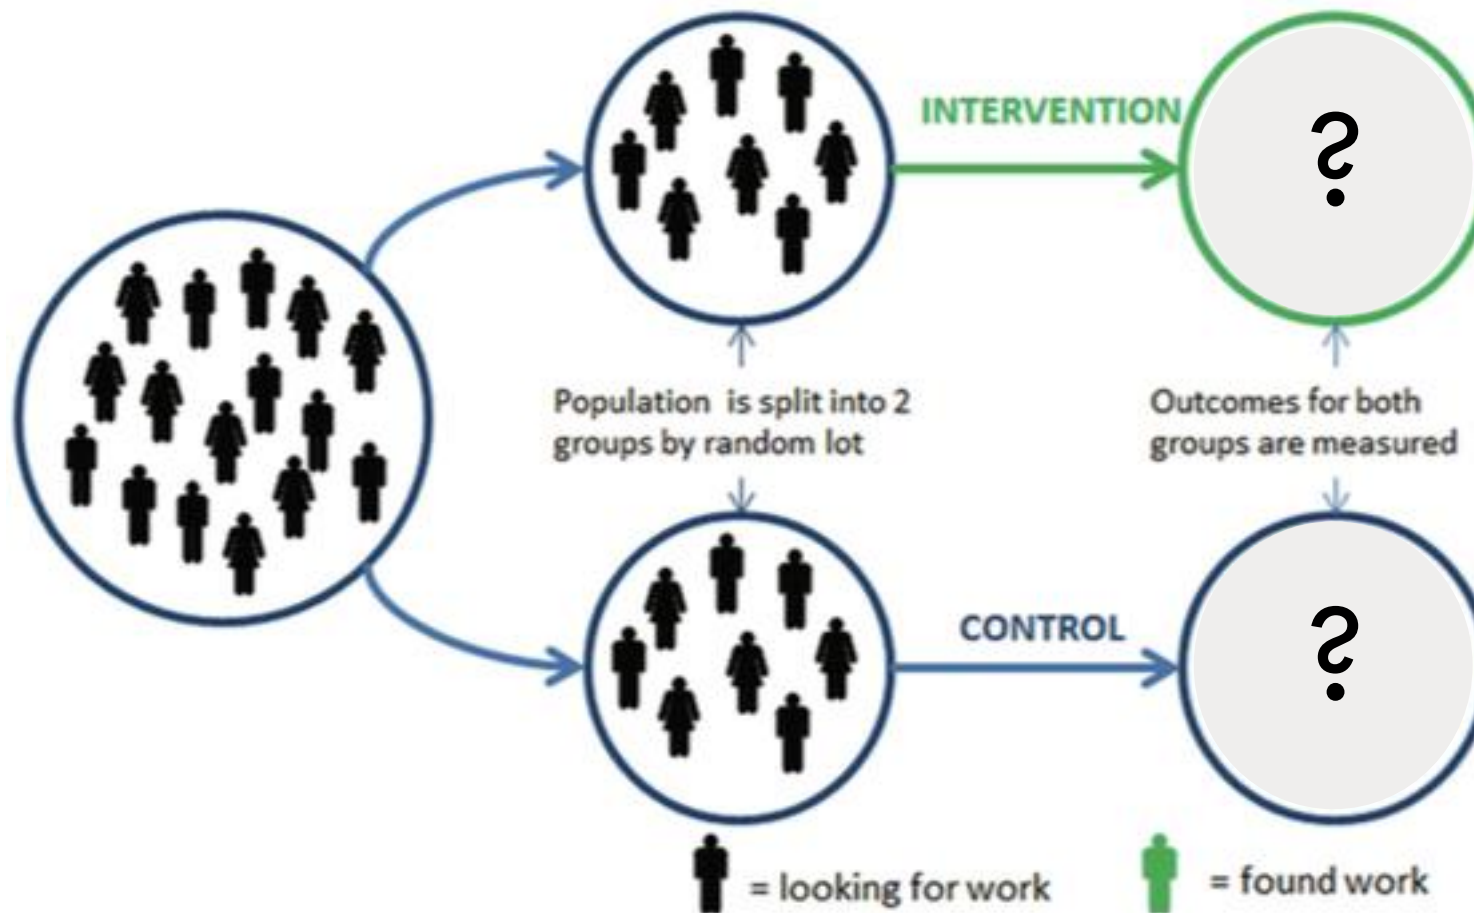 INTERVENTION
?
Population is split into 2
groups by random lot
Outcomes for both
groups are measured
CONTROL
?
= looking for work
= found work